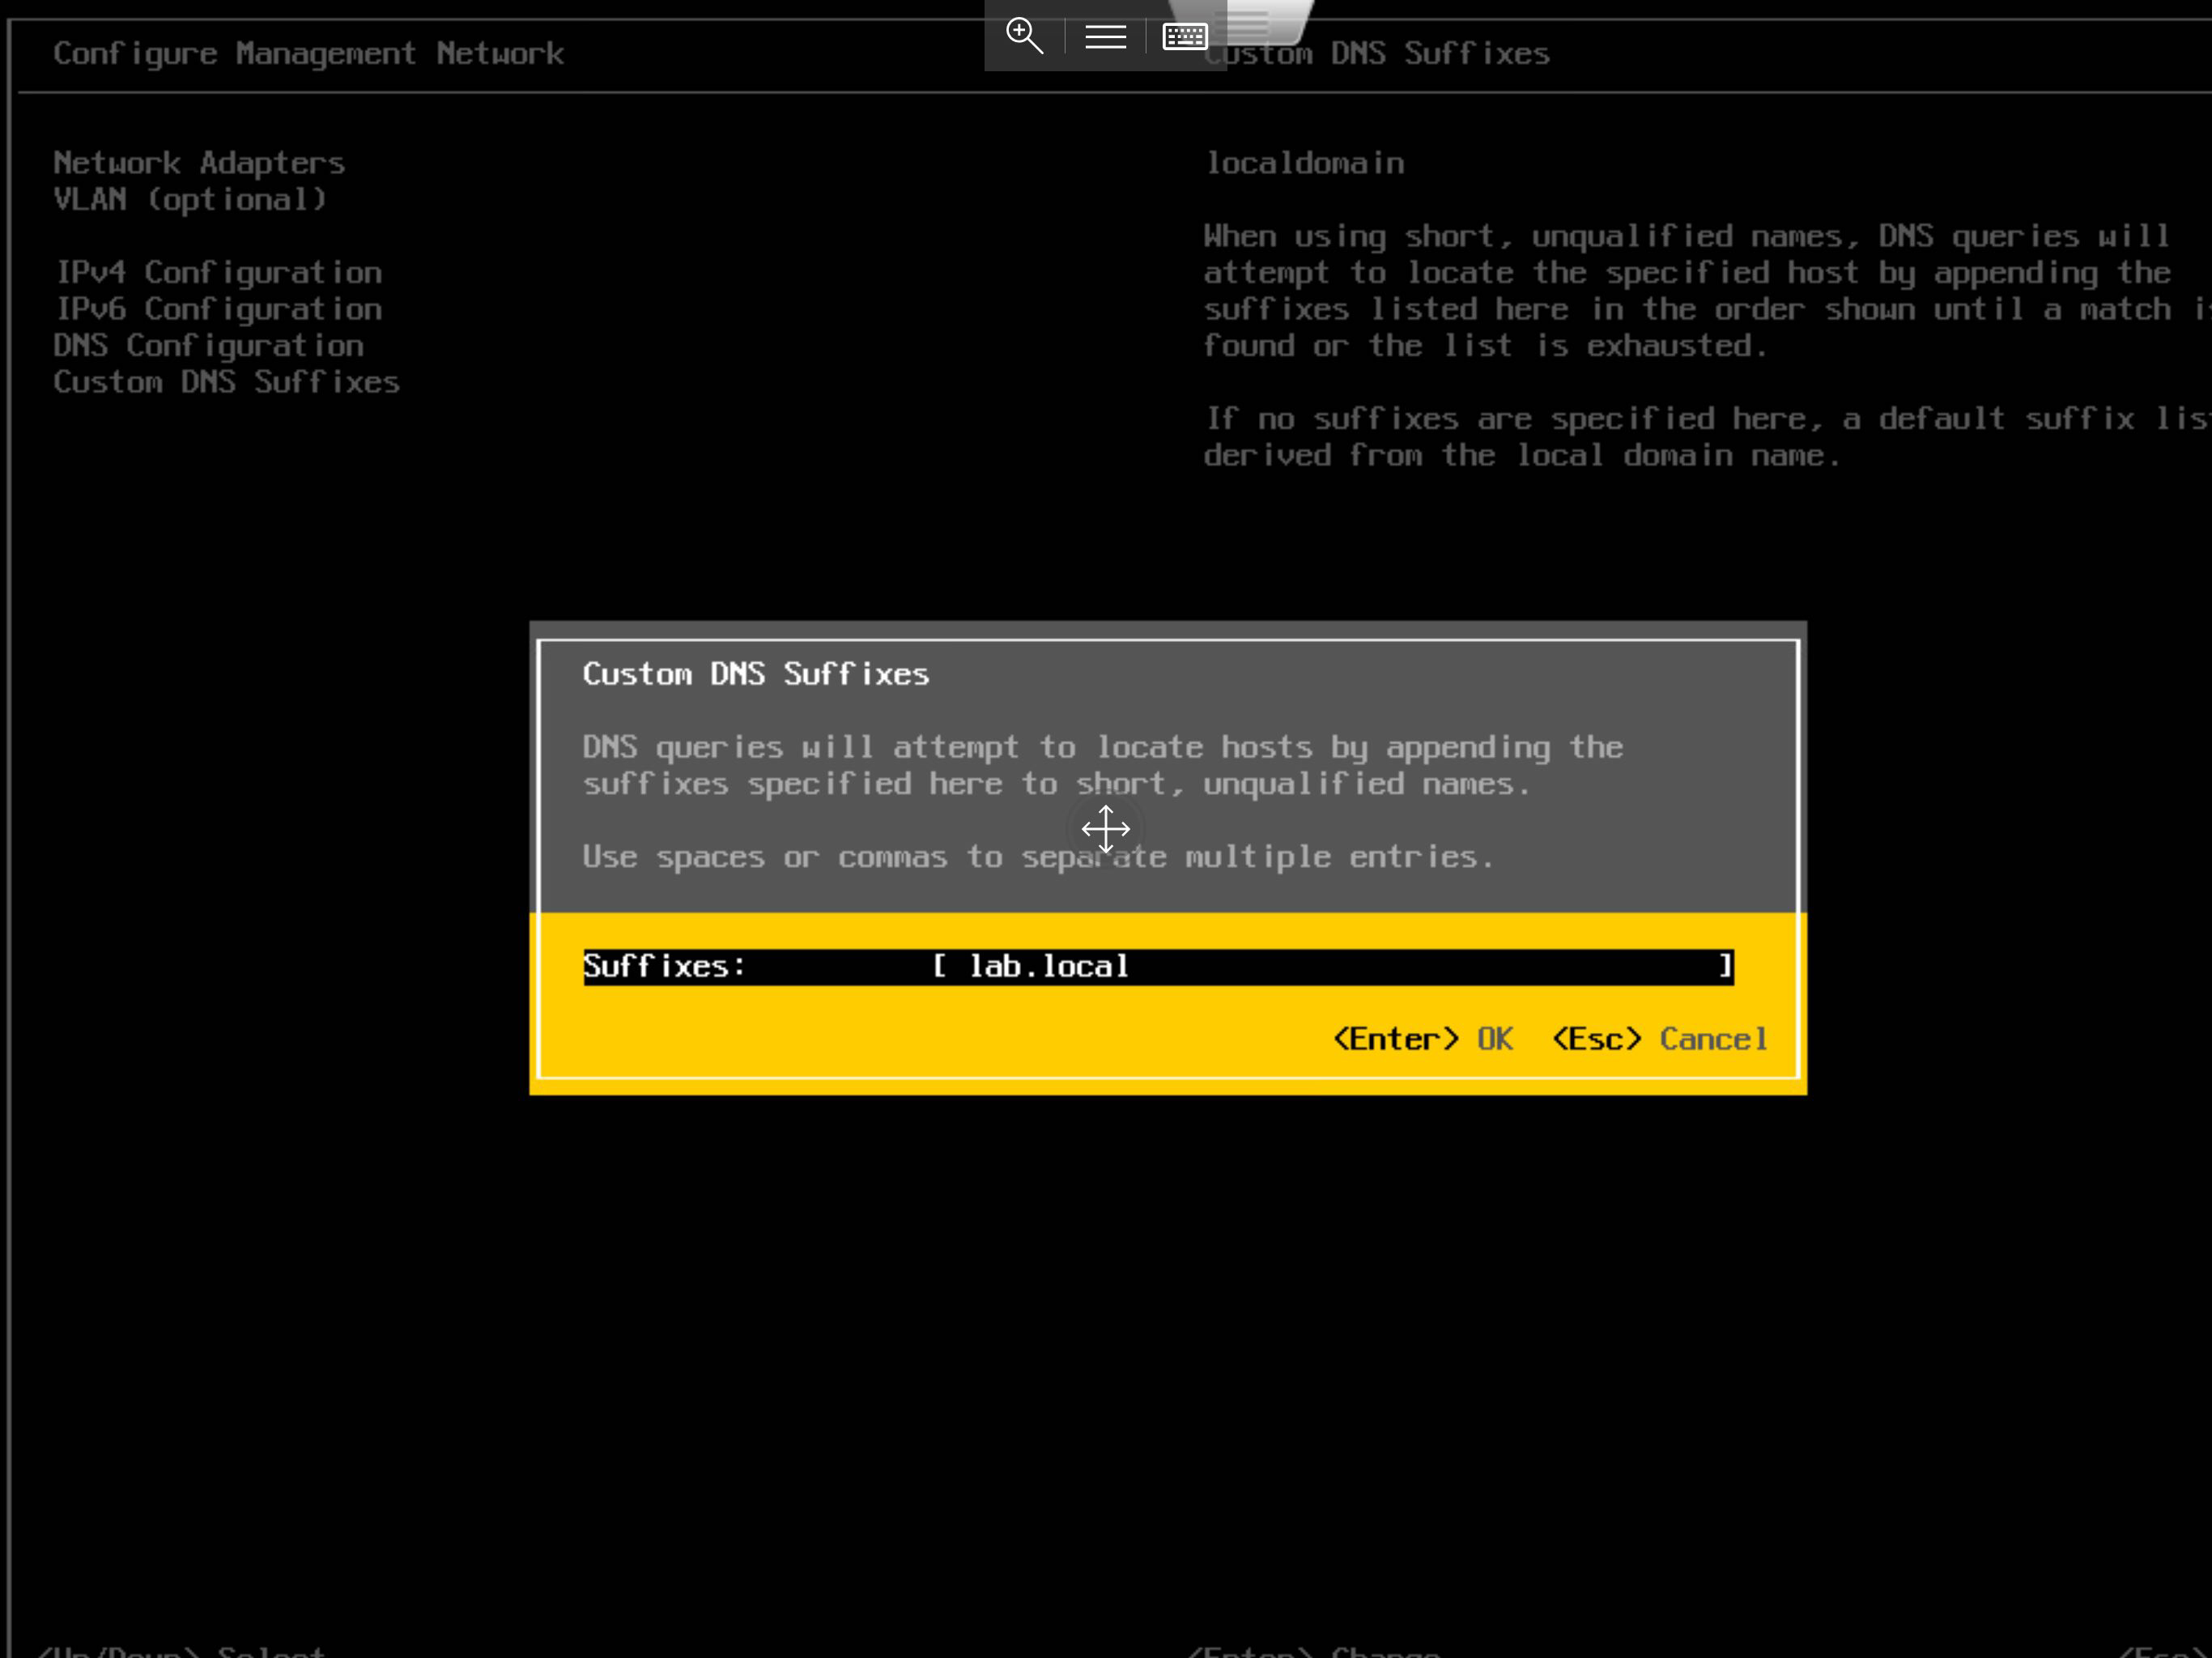 Configure Management Network
Custom DNS Suffixes
Network Adapters
VLAN (optional)
IPv4 Configuration
IPv6 Configuration
DNS Configuration
Custom DNS Suffixes
localdomain
When using short, unqualified names, DNS queries will
attempt to locate the specified host by appending the
suffixes listed here in the order shown until a match is
found or the list is exhausted.
If no suffixes are specified here, a default suffix lis
derived from the local domain name.
Custom DNS Suffixes
DNS queries will attempt to locate hosts by appending the
suffixes specified here to short, unqualified names.
Use spaces or commas to separate multiple entries.
Suffixes: [ lab.local ]
<Enter> OK <Esc> Cancel
<Up/Down> Select
<Enter> Change
<Esc>